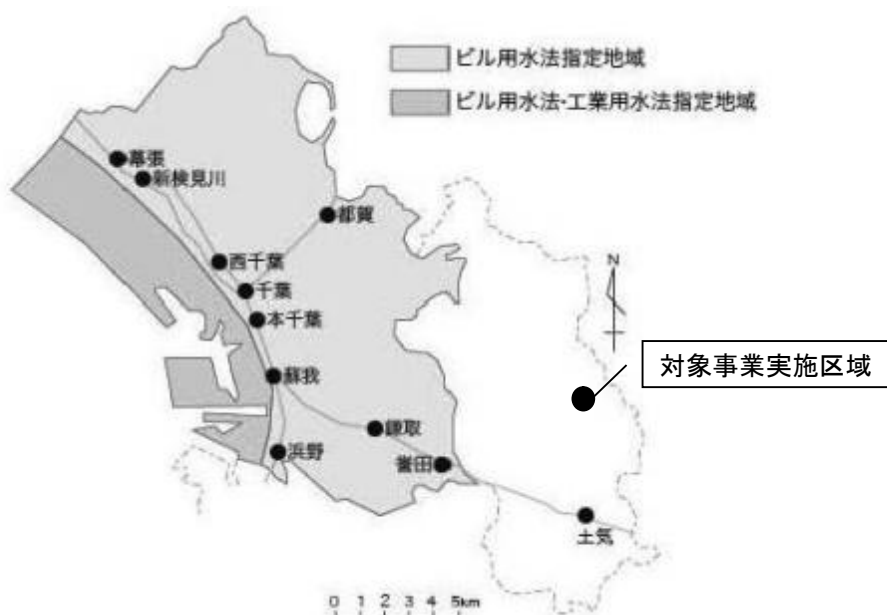 ビル用水法指定地域
ビル用水法・工業用水法指定地域
幕張
新検見川
都賀
西千葉
千葉
本千葉
蘇我
鎌取
浜野
誉田
土気
N
対象事業実施区域
0 1 2 3 4 5km